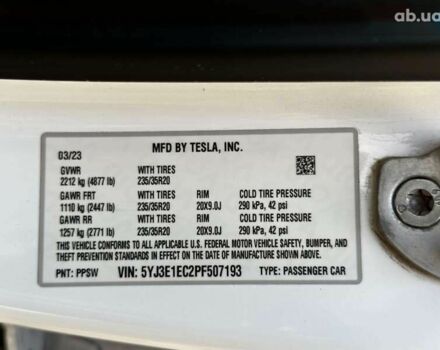 ab.ua
MFD BY TESLA, INC.
03/23
GVWR WITH TIRES
2212 kg (4877 lb) 235/35R20
GAWR FRT WITH TIRES RIM COLD TIRE PRESSURE
1110 kg (2447 lb) 235/35R20 20X9.0J 290 kPa, 42 psi
GAWR RR WITH TIRES RIM COLD TIRE PRESSURE
1257 kg (2771 lb) 235/35R20 20X9.0J 290 kPa, 42 psi
THIS VEHICLE CONFORMS TO ALL APPLICABLE FEDERAL MOTOR VEHICLE SAFETY, BUMPER, AND
THEFT PREVENTION STANDARDS IN EFFECT ON THE DATE OF MANUFACTURE SHOWN ABOVE.
PNT: PPSW VIN: 5YJ3E1EC2PF507193 TYPE: PASSENGER CAR